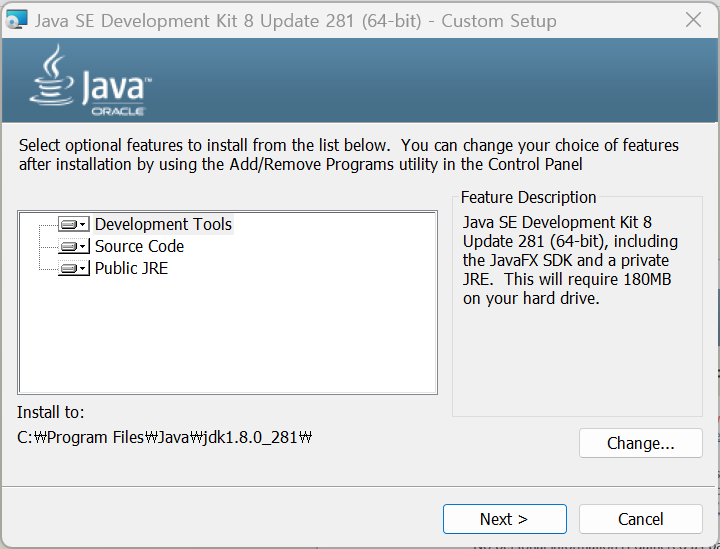 Java SE Development Kit 8 Update 281 (64-bit) - Custom Setup
Java™
ORACLE
Select optional features to install from the list below.  You can change your choice of features
after installation by using the Add/Remove Programs utility in the Control Panel
Development Tools
Source Code
Public JRE
Feature Description
Java SE Development Kit 8
Update 281 (64-bit), including
the JavaFX SDK and a private
JRE.  This will require 180MB
on your hard drive.
Install to:
C:₩Program Files₩Java₩jdk1.8.0_281₩
Change...
Next >
Cancel